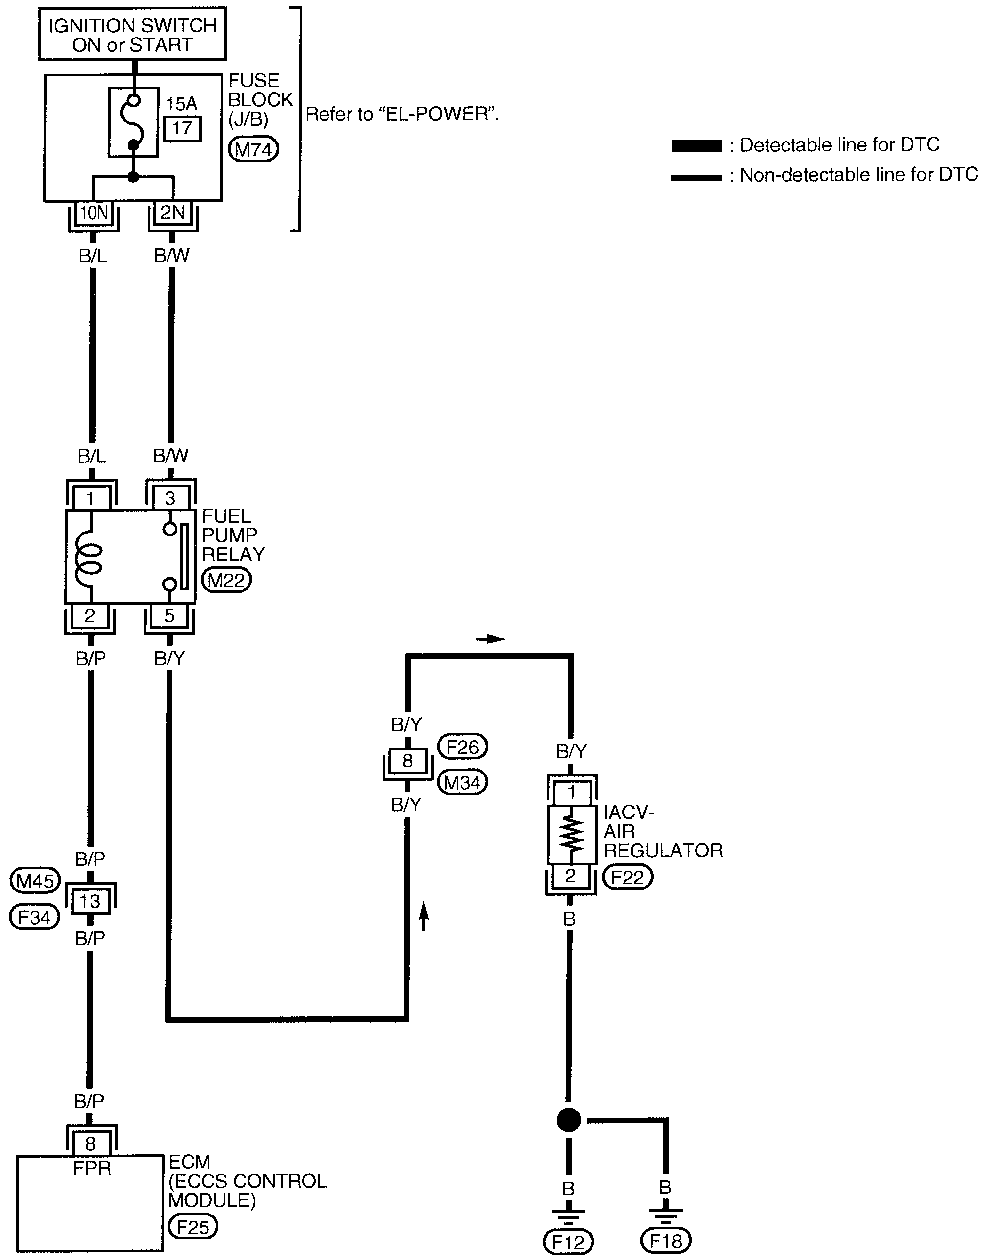 IGNITION SWITCH
ON or START
FUSE
BLOCK
(J/B)
M74
15A
17
Refer to "EL-POWER".
: Detectable line for DTC
: Non-detectable line for DTC
10N
2N
B/L
B/W
B/L
B/W
1
3
FUEL
PUMP
RELAY
M22
2
5
B/P
B/Y
B/Y
8
F26
M34
B/Y
B/Y
1
IACV-
AIR
REGULATOR
2
F22
B
B/P
M45
13
F34
B/P
B/P
8
FPR
ECM
(ECCS CONTROL
MODULE)
F25
B
B
F12
F18